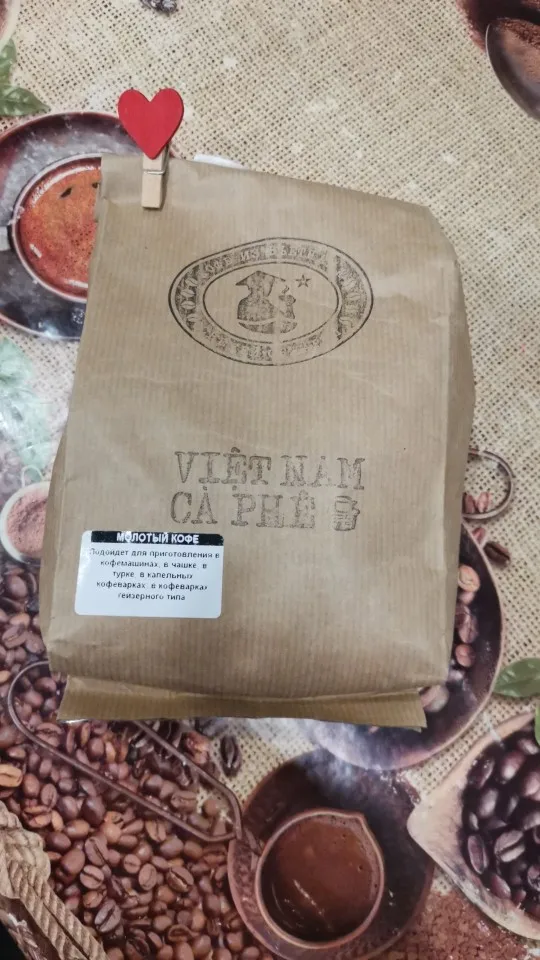 VIỆT NAM
CÀ PHÊ
МОЛОТЫЙ КОФЕ
Подойдет для приготовления в
кофемашинах, в чашке, в
турке, в капельных
кофеварках, в кофеварках
гейзерного типа